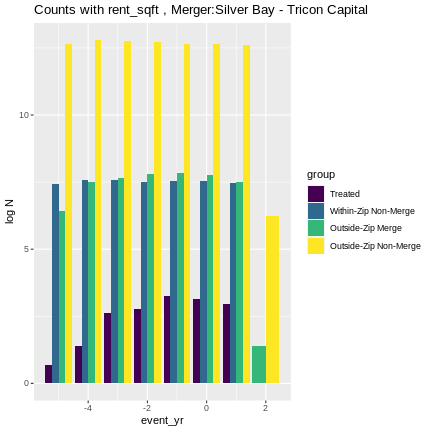 Counts with rent_sqft , Merger:Silver Bay - Tricon Capital
log N
10
5
0
-4
-2
0
2
event_yr
group
Treated
Within-Zip Non-Merge
Outside-Zip Merge
Outside-Zip Non-Merge